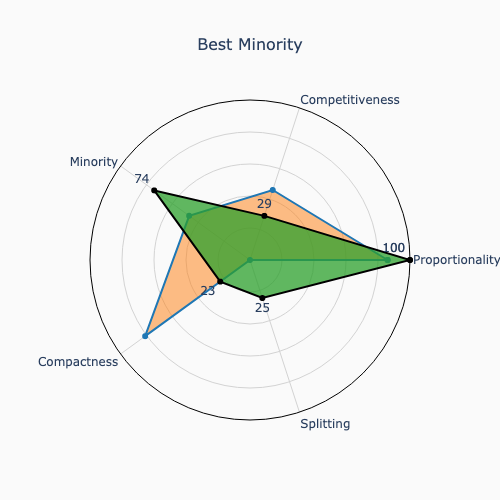 Best Minority
Competitiveness
Minority
74
29
100
Proportionality
23
25
Compactness
Splitting